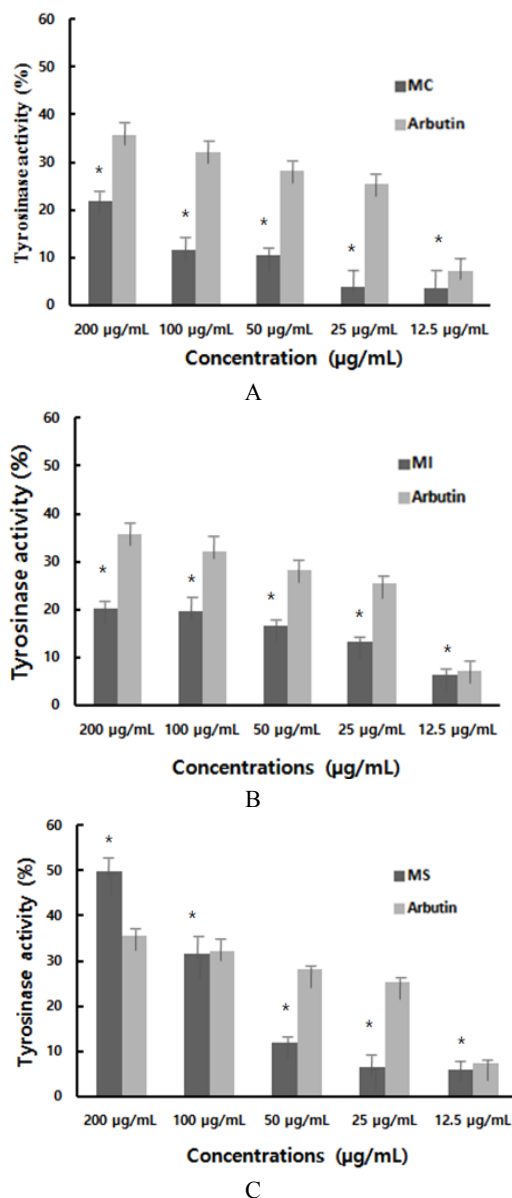 60
50
40
30
20
10
0
Tyrosinase activity (%)
MC
Arbutin
*
*
*
*
*
200 μg/mL 100 μg/mL 50 μg/mL 25 μg/mL 12.5 μg/mL
Concentration (μg/mL)
A
60
50
40
30
20
10
0
Tyrosinase activity (%)
MI
Arbutin
*
*
*
*
*
200 μg/mL 100 μg/mL 50 μg/mL 25 μg/mL 12.5 μg/mL
Concentrations (μg/mL)
B
60
50
40
30
20
10
0
Tyrosinase activity (%)
MS
Arbutin
*
*
*
*
*
200 μg/mL 100 μg/mL 50 μg/mL 25 μg/mL 12.5 μg/mL
Concentrations (μg/mL)
C